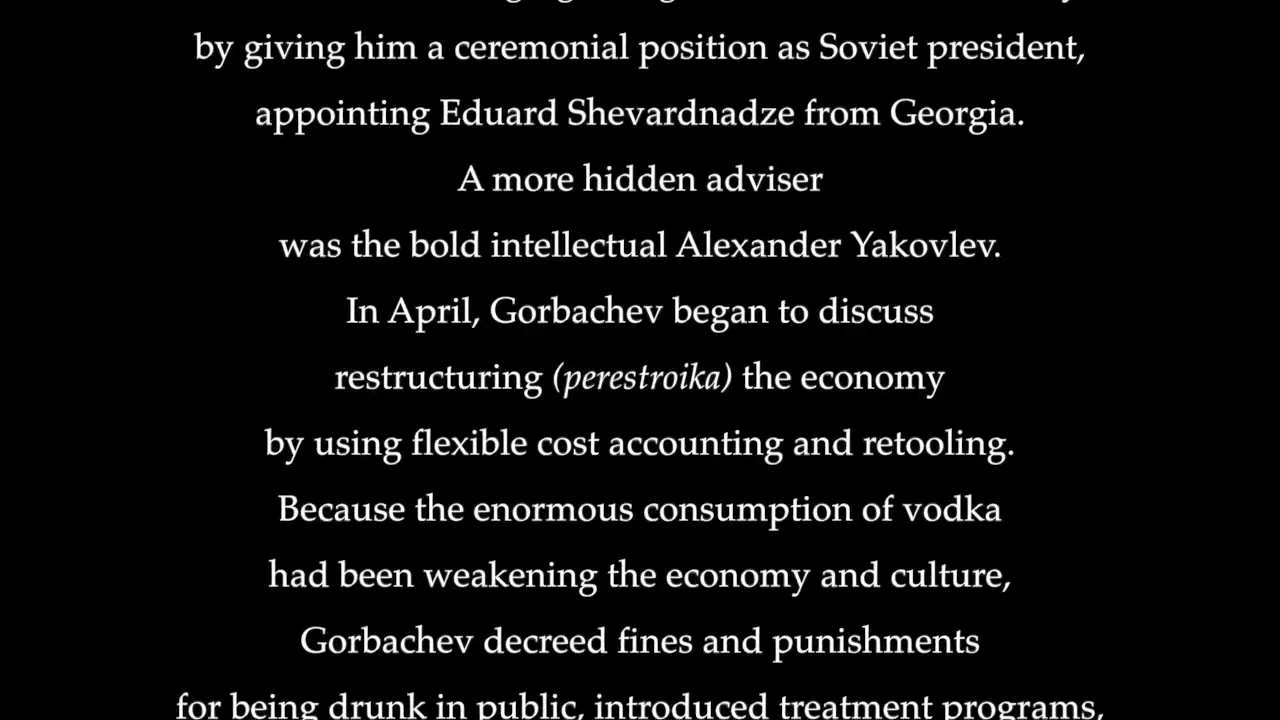 by giving him a ceremonial position as Soviet president,
appointing Eduard Shevardnadze from Georgia.
A more hidden adviser
was the bold intellectual Alexander Yakovlev.
In April, Gorbachev began to discuss
restructuring (perestroika) the economy
by using flexible cost accounting and retooling.
Because the enormous consumption of vodka
had been weakening the economy and culture,
Gorbachev decreed fines and punishments
for being drunk in public, introduced treatment programs,